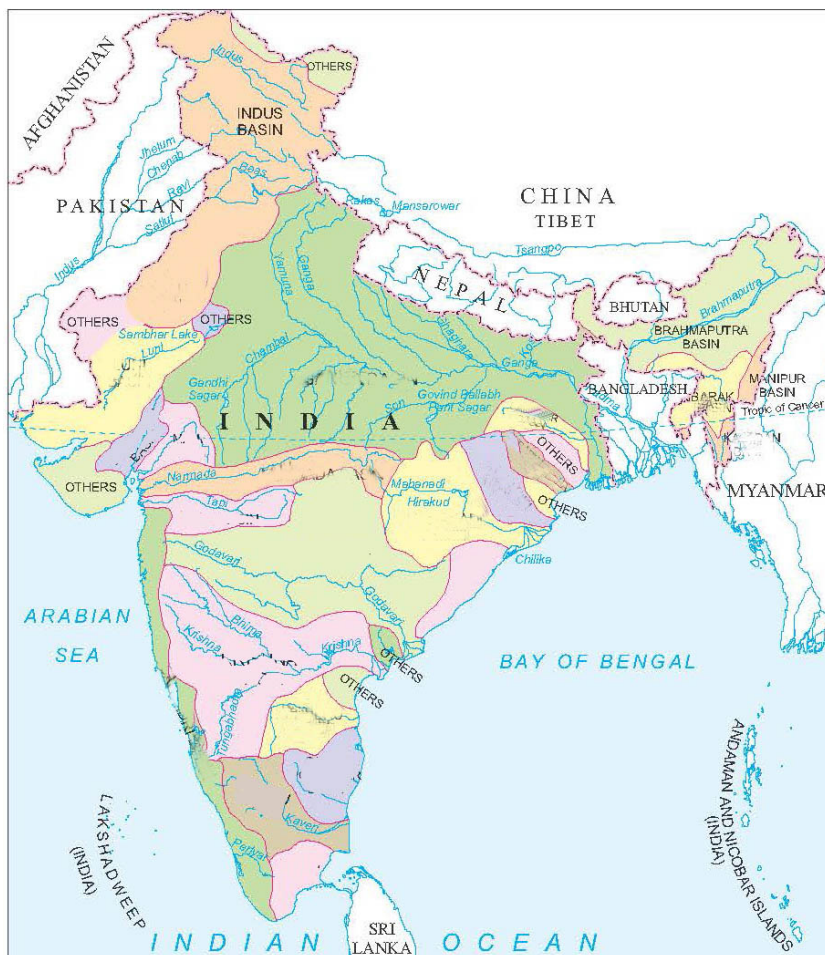 AFGHANISTAN
Indus
OTHERS
INDUS
BASIN
Jhelum
Chenab
Beas
Ravi
PAKISTAN
Satluj
Rakas
Mansarowar
CHINA
TIBET
Tsangpo
Indus
Yamuna
Ganga
NEPAL
BHUTAN
Brahmaputra
BRAHMAPUTRA
BASIN
OTHERS
OTHERS
Sambhar Lake
Luni
Chambal
Ghaghara
Ganga
Gandhi
Sagar
Govind Ballabh
Pant Sagar
Son
INDIA
BANGLADESH
MANIPUR
BASIN
BARAK
Tropic of Cancer
OTHERS
OTHERS
OTHERS
Narmada
Mahanadi
Hirakud
MYANMAR
Tapi
Chilika
Godavari
Godavari
ARABIAN
SEA
Bhima
Krishna
Krishna
OTHERS
BAY OF BENGAL
OTHERS
Tungabhadra
Kaveri
Periyar
LAKSHADWEEP
(INDIA)
ANDAMAN AND NICOBAR ISLANDS
(INDIA)
SRI
LANKA
INDIAN OCEAN